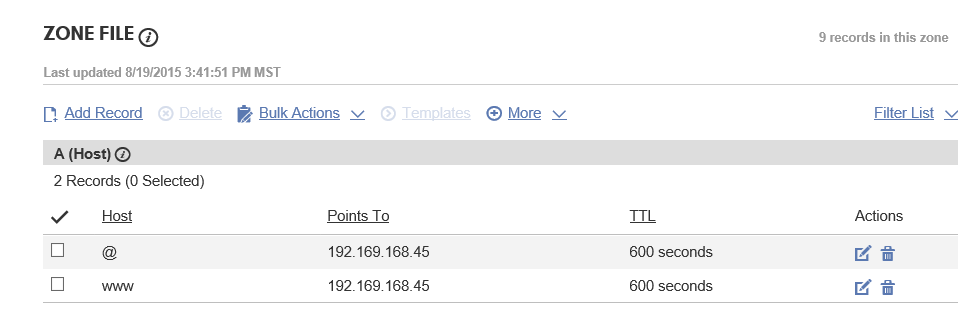 ZONE FILE
9 records in this zone
Last updated 8/19/2015 3:41:51 PM MST
Add Record Delete Bulk Actions Templates More Filter List
A (Host)
2 Records (0 Selected)
Host Points To TTL Actions
@ 192.169.168.45 600 seconds
www 192.169.168.45 600 seconds